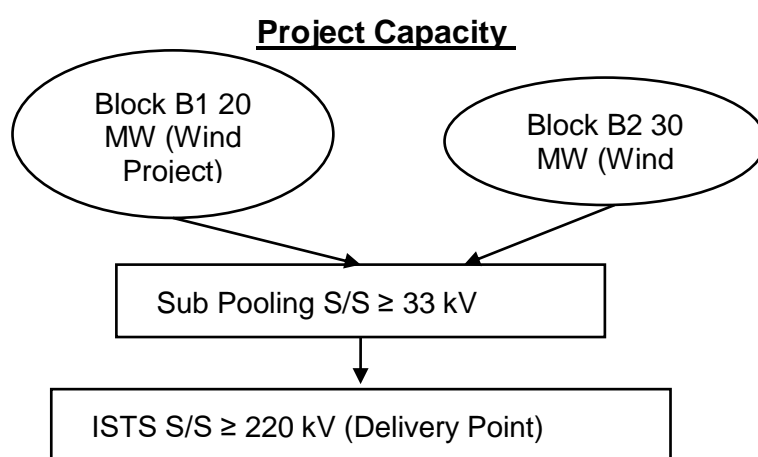 Project Capacity
Block B1 20
MW (Wind
Project)
Block B2 30
MW (Wind
Sub Pooling S/S ≥ 33 kV
ISTS S/S ≥ 220 kV (Delivery Point)